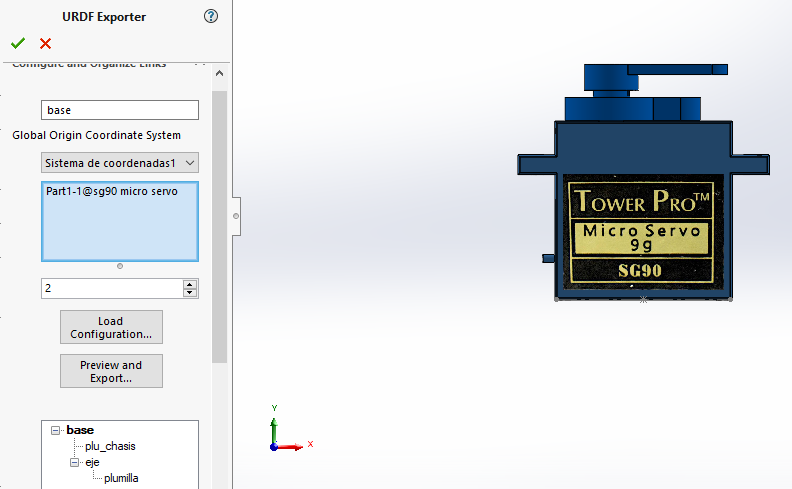 URDF Exporter
?
Configure and Organize Links
base
Global Origin Coordinate System
Sistema de coordenadas1
Part1-1@sg90 micro servo
2
Load
Configuration...
Preview and
Export...
base
plu_chasis
eje
plumilla
TOWER PRO™
Micro Servo
9g
SG90
Y
X